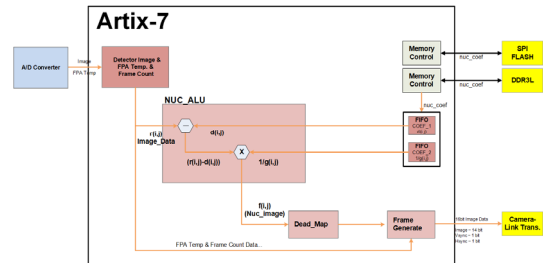 Artix-7
A/D Converter
Image
FPA Temp
Detector Image &
FPA Temp. &
Frame Count
Memory
Control
nuc_coef
SPI
FLASH
Memory
Control
nuc_coef
DDR3L
nuc_coef
NUC_ALU
r(i,j)
Image_Data
d(i,j)
X
(r(i,j)-d(i,j))
1/g(i,j)
FIFO
COEF_1
FIFO
COEF_2
1/g(i,j)
f(i,j)
(Nuc_image)
Dead_Map
Frame
Generate
16bit Image Data
Image - 14 bit
Vsync - 1 bit
Hsync - 1 bit
Camera-
Link Trans.
FPA Temp & Frame Count Data...